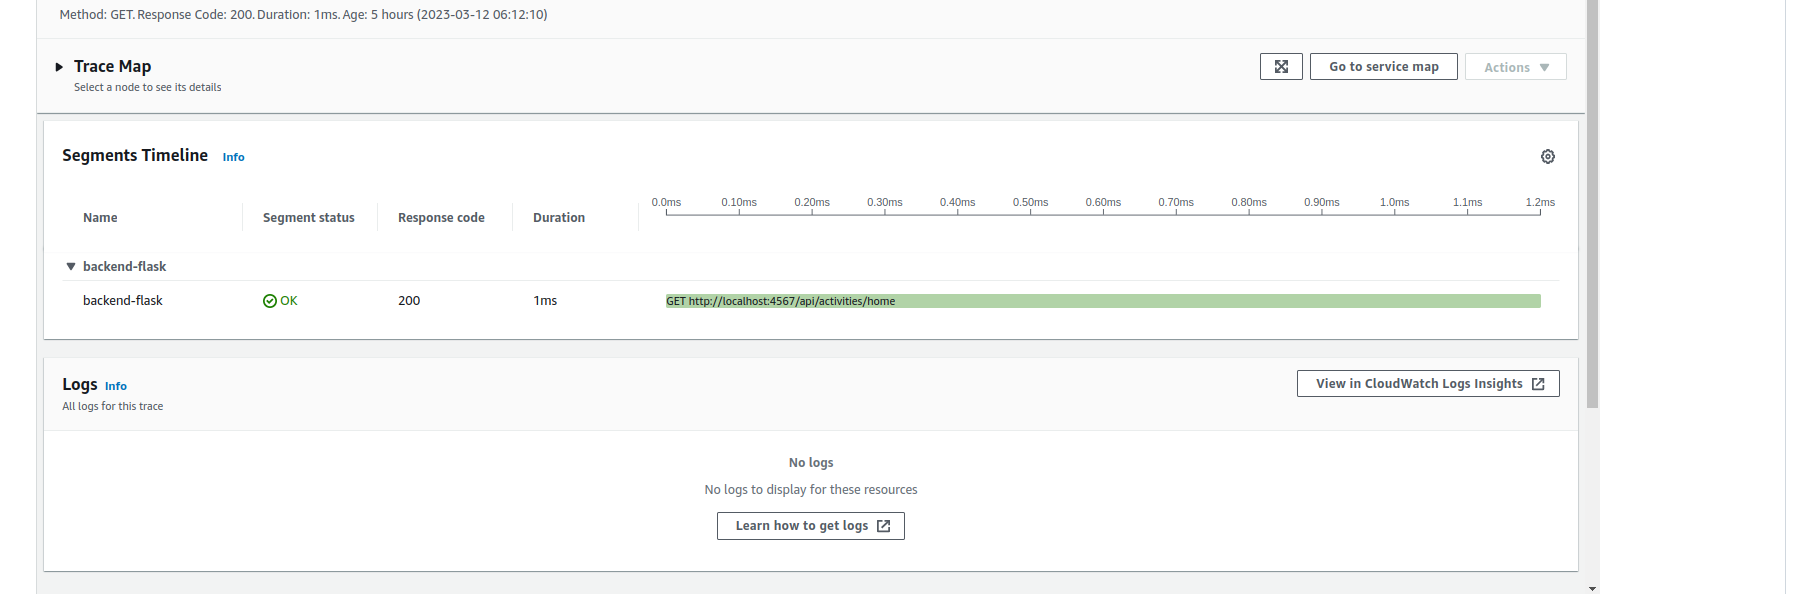 Method: GET. Response Code: 200. Duration: 1ms. Age: 5 hours (2023-03-12 06:12:10)
Trace Map
Go to service map
Actions
Select a node to see its details
Segments Timeline Info
0.0ms 0.10ms 0.20ms 0.30ms 0.40ms 0.50ms 0.60ms 0.70ms 0.80ms 0.90ms 1.0ms 1.1ms 1.2ms
Name Segment status Response code Duration
backend-flask
backend-flask OK 200 1ms GET http://localhost:4567/api/activities/home
Logs Info
View in CloudWatch Logs Insights
All logs for this trace
No logs
No logs to display for these resources
Learn how to get logs